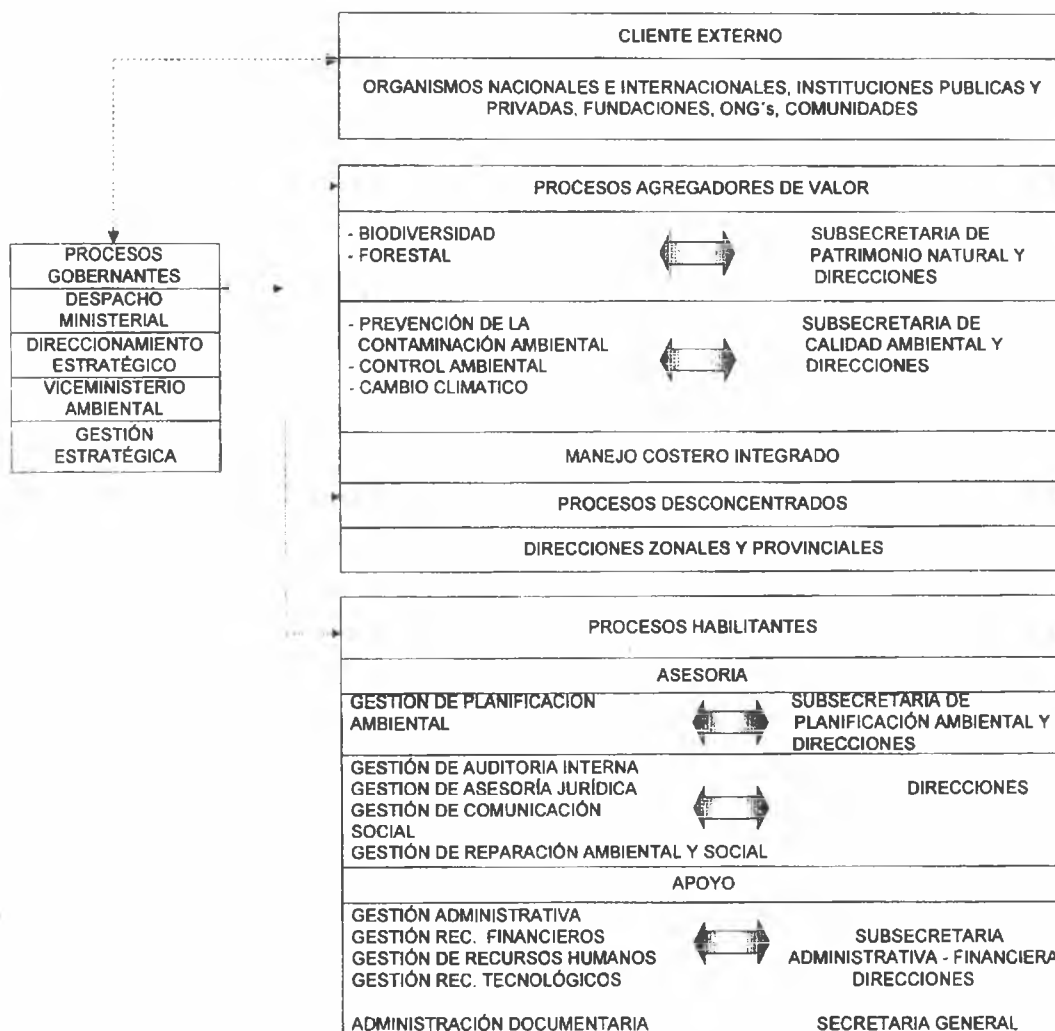 CLIENTE EXTERNO
ORGANISMOS NACIONALES E INTERNACIONALES, INSTITUCIONES PUBLICAS Y
PRIVADAS, FUNDACIONES, ONG´s, COMUNIDADES
PROCESOS
GOBERNANTES
DESPACHO
MINISTERIAL
DIRECCIONAMIENTO
ESTRATÉGICO
VICEMINISTERIO
AMBIENTAL
GESTIÓN
ESTRATÉGICA
PROCESOS AGREGADORES DE VALOR
- BIODIVERSIDAD
- FORESTAL
SUBSECRETARIA DE
PATRIMONIO NATURAL Y
DIRECCIONES
- PREVENCIÓN DE LA
CONTAMINACIÓN AMBIENTAL
- CONTROL AMBIENTAL
- CAMBIO CLIMATICO
SUBSECRETARIA DE
CALIDAD AMBIENTAL Y
DIRECCIONES
MANEJO COSTERO INTEGRADO
PROCESOS DESCONCENTRADOS
DIRECCIONES ZONALES Y PROVINCIALES
PROCESOS HABILITANTES
ASESORIA
GESTION DE PLANIFICACION
AMBIENTAL
SUBSECRETARIA DE
PLANIFICACIÓN AMBIENTAL Y
DIRECCIONES
GESTIÓN DE AUDITORIA INTERNA
GESTION DE ASESORÍA JURÍDICA
GESTIÓN DE COMUNICACIÓN
SOCIAL
GESTIÓN DE REPARACIÓN AMBIENTAL Y SOCIAL
DIRECCIONES
APOYO
GESTIÓN ADMINISTRATIVA
GESTIÓN REC. FINANCIEROS
GESTIÓN DE RECURSOS HUMANOS
GESTIÓN REC. TECNOLÓGICOS
SUBSECRETARIA
ADMINISTRATIVA - FINANCIERA
DIRECCIONES
ADMINISTRACIÓN DOCUMENTARIA
SECRETARIA GENERAL